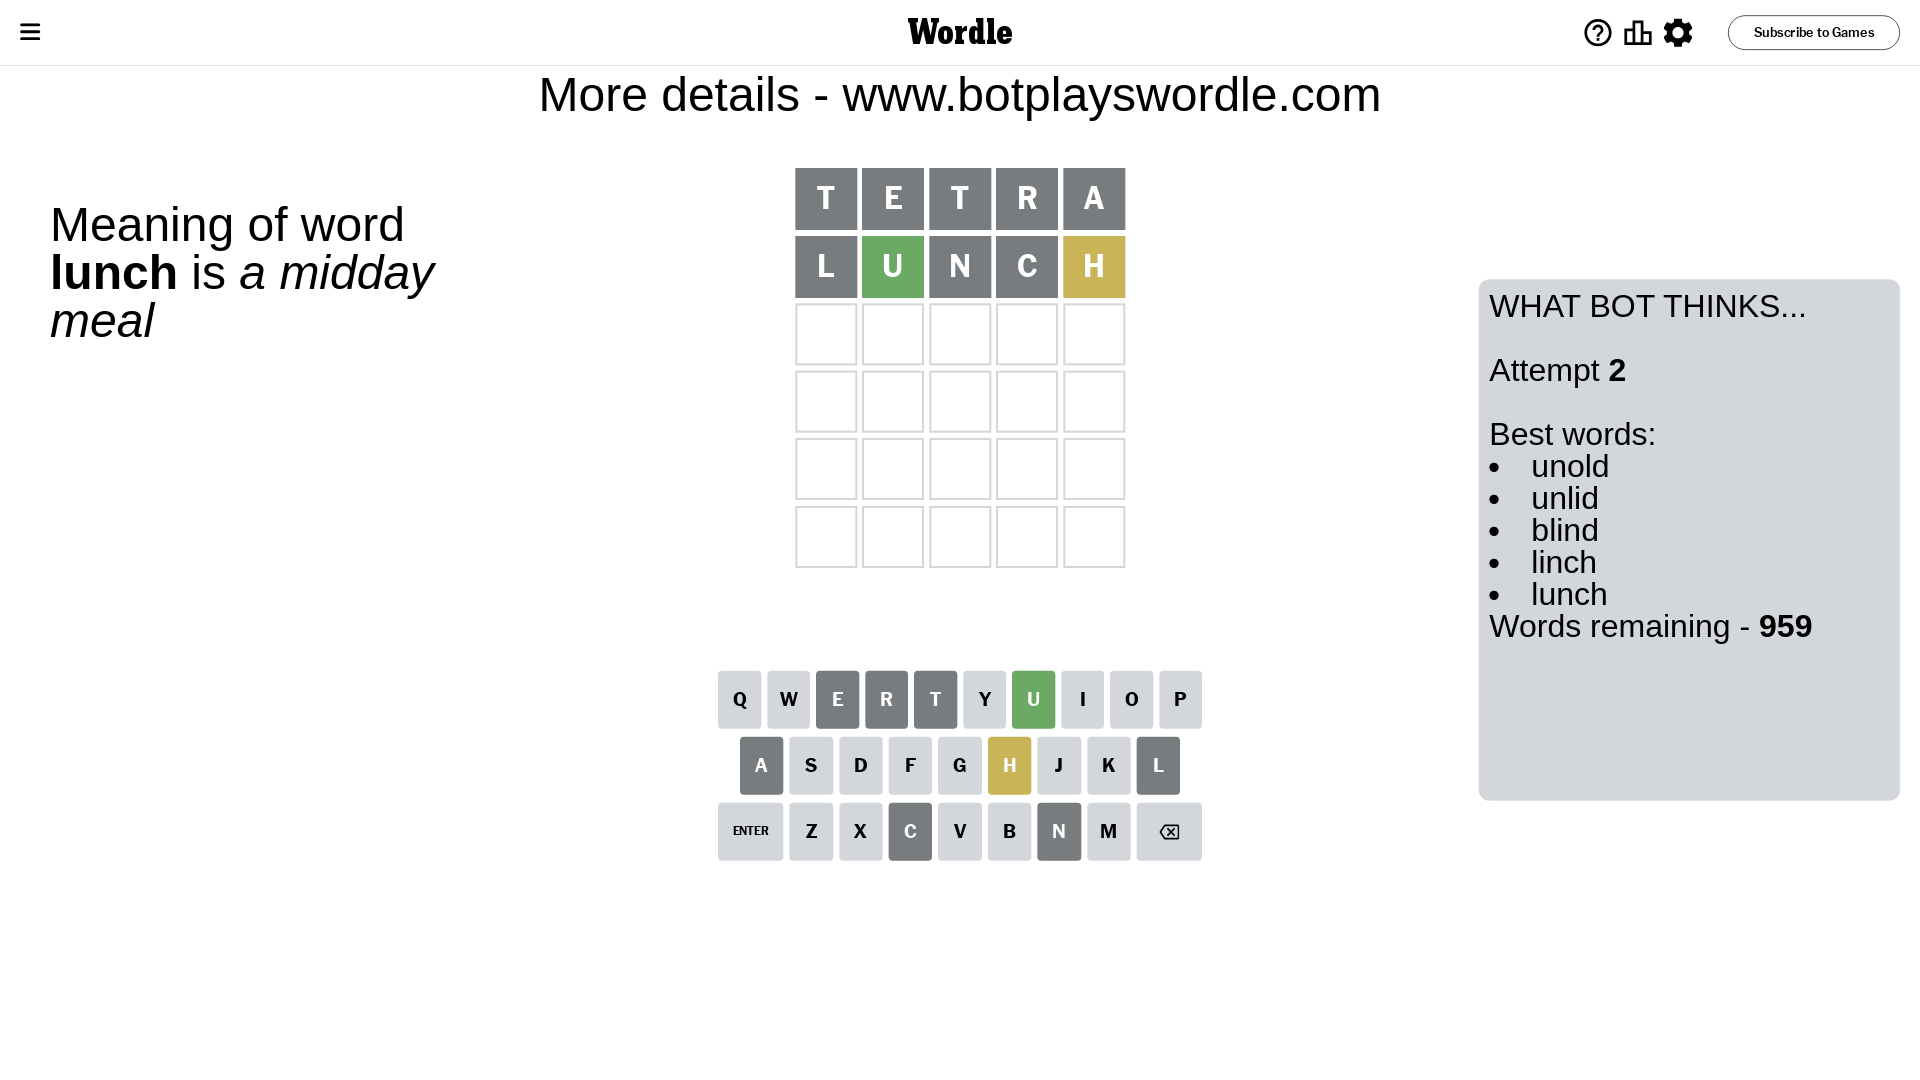 Wordle
Subscribe to Games
More details - www.botplayswordle.com
Meaning of word
lunch is a midday
meal
T E T R A
L U N C H
WHAT BOT THINKS...
Attempt 2
Best words:
• unold
• unlid
• blind
• linch
• lunch
Words remaining - 959
Q W E R T Y U I O P
A S D F G H J K L
ENTER Z X C V B N M